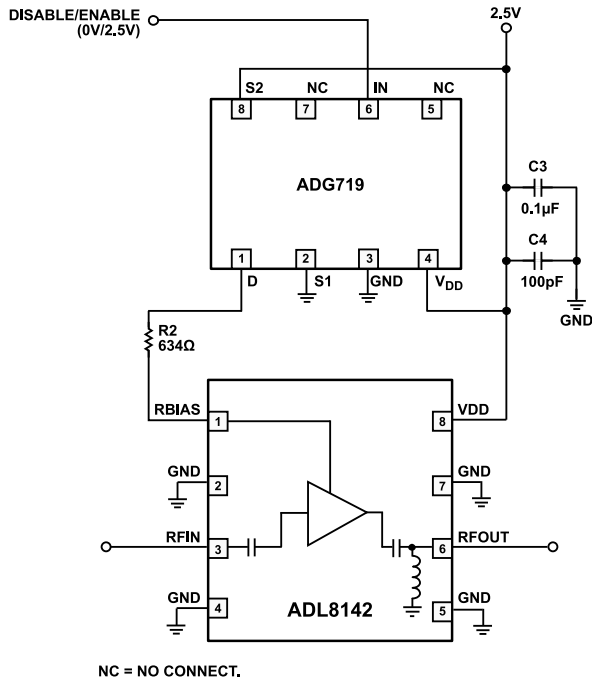 DISABLE/ENABLE
(0V/2.5V)
2.5V
S2 NC IN NC
8 7 6 5
ADG719
C3
0.1µF
C4
100pF
GND
1 2 3 4
D S1 GND VDD
R2
634Ω
RBIAS 1
8 VDD
GND 2
7 GND
RFIN 3
6 RFOUT
GND 4
5 GND
ADL8142
NC = NO CONNECT.